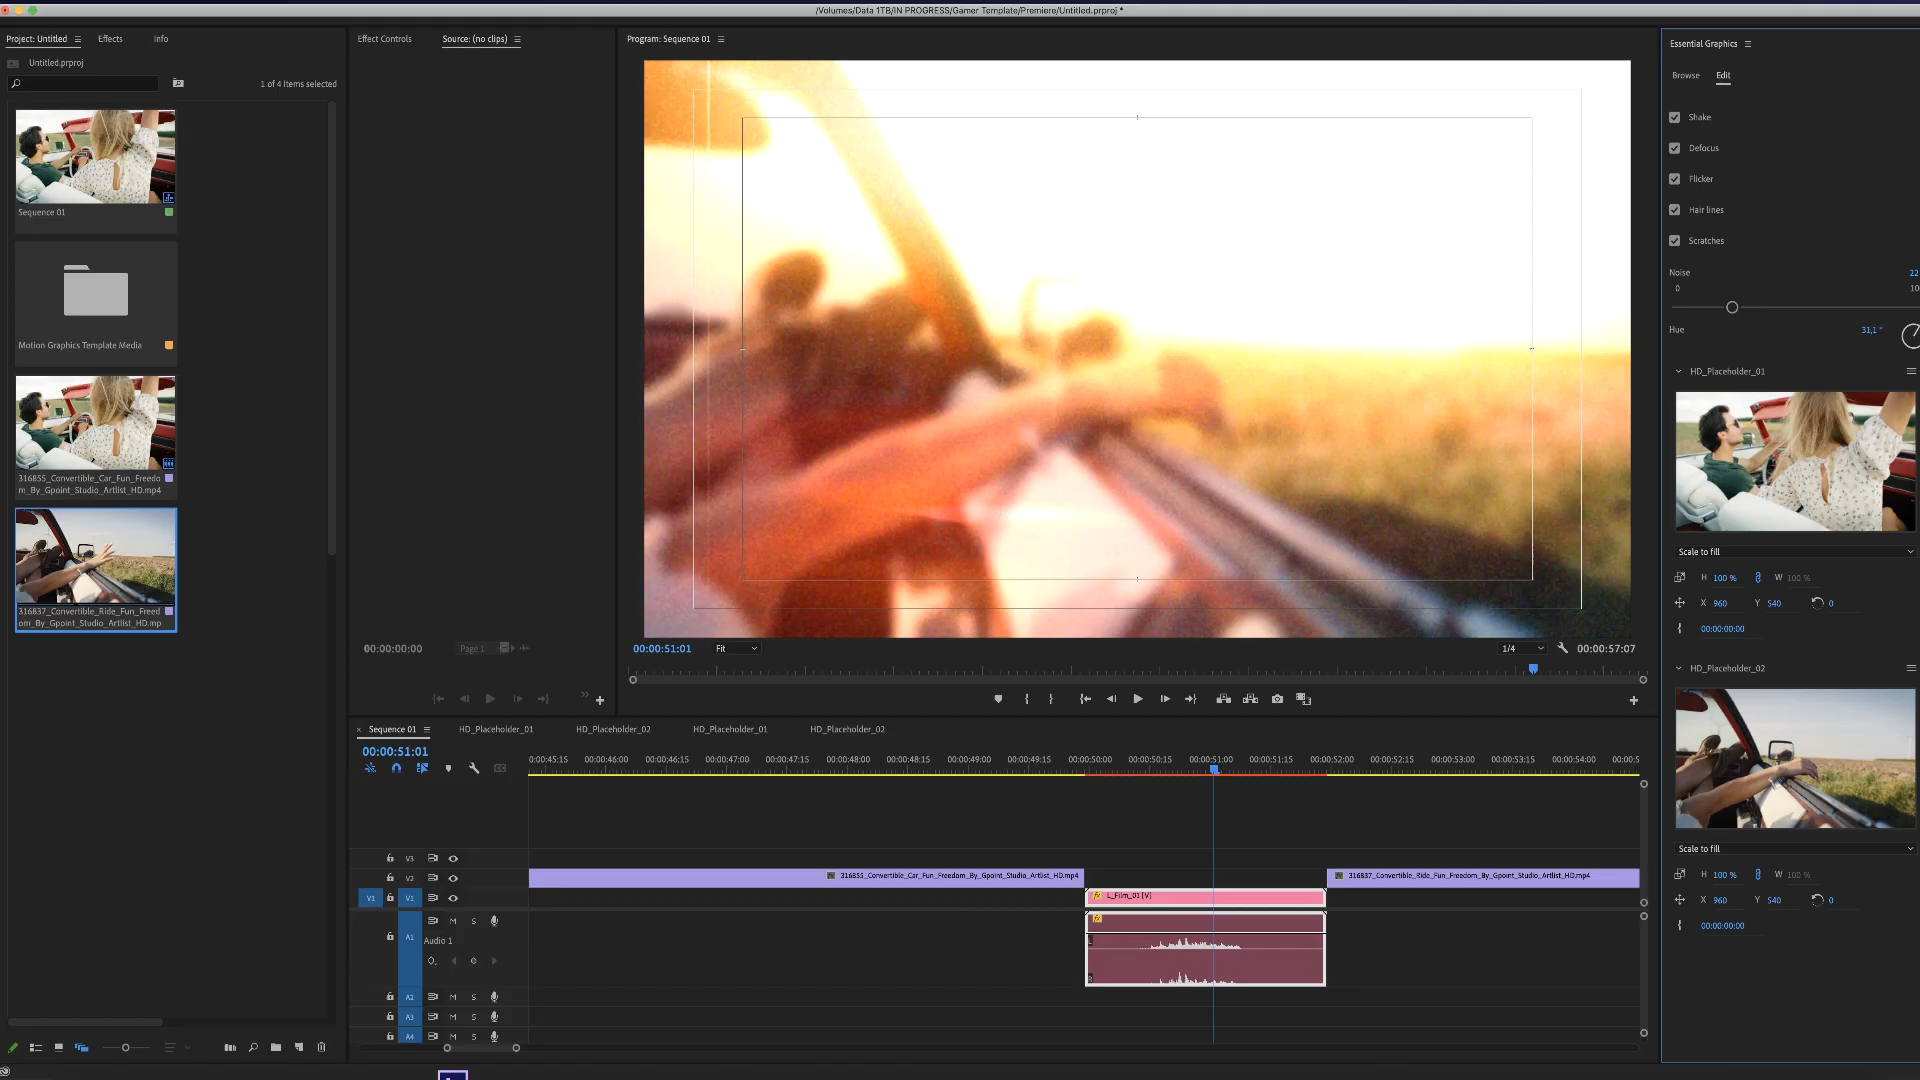 /Volumes/Data 1TB/IN PROGRESS/Gamer Template/Premiere/Untitled.prproj *
Project: Untitled
Effects
Info
Untitled.prproj
1 of 4 Items selected
Sequence 01
Motion Graphics Template Media
316855_Convertible_Car_Fun_Freedo
m_By_Gpoint_Studio_Artlist_HD.mp4
316837_Convertible_Ride_Fun_Freed
om_By_Gpoint_Studio_Artlist_HD.mp
Effect Controls
Source: (no clips)
00:00:00:00
Page 1
Program: Sequence 01
00:00:51:01
Fit
1/4
00:00:57:07
Sequence 01
HD_Placeholder_01
HD_Placeholder_02
HD_Placeholder_01
HD_Placeholder_02
00:00:51:01
0:00:45:15
00:00:46:00
00:00:46:15
00:00:47:00
00:00:47:15
00:00:48:00
00:00:48:15
00:00:49:00
00:00:49:15
00:00:50:00
00:00:50:15
00:00:51:00
00:00:51:15
00:00:52:00
00:00:52:15
00:00:53:00
00:00:53:15
00:00:54:00
00:00:5
V3
V2
316855_Convertible_Car_Fun_Freedom_By_Gpoint_Studio_Artlist_HD.mp4
316837_Convertible_Ride_Fun_Freedom_By_Gpoint_Studio_Artlist_HD.mp4
V1
V1
fx
L_Film_01 [V]
M
S
A1
Audio 1
A2
M
S
A3
M
S
A4
M
S
Essential Graphics
Browse
Edit
Shake
Defocus
Flicker
Hair lines
Scratches
Noise
22
0
10
Hue
31,1 °
HD_Placeholder_01
Scale to fill
H 100 %
W 100 %
X 960
Y 540
0
00:00:00:00
HD_Placeholder_02
Scale to fill
H 100 %
W 100 %
X 960
Y 540
0
00:00:00:00